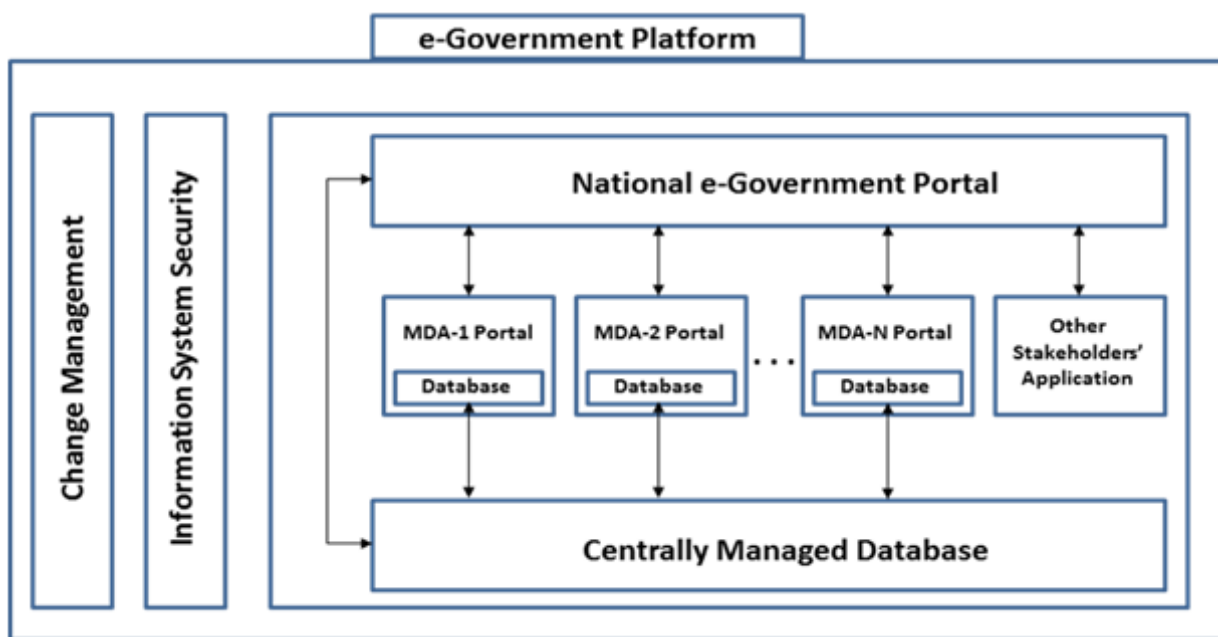 e-Government Platform
Change Management
Information System Security
National e-Government Portal
MDA-1 Portal
Database
MDA-2 Portal
Database
. . .
MDA-N Portal
Database
Other
Stakeholders'
Application
Centrally Managed Database